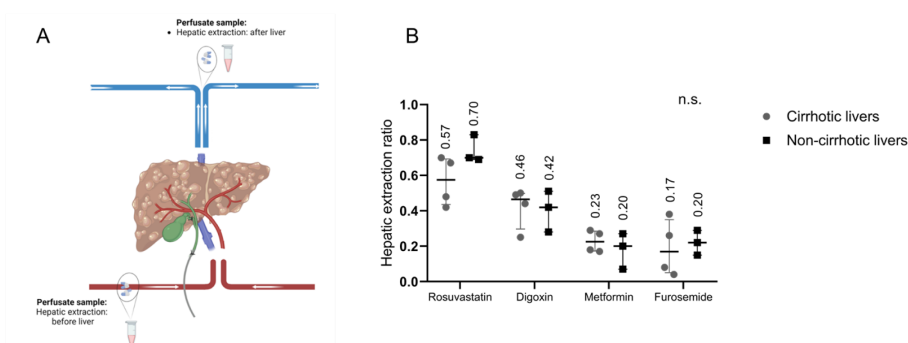 A
Perfusate sample:
• Hepatic extraction: after liver
Perfusate sample:
Hepatic extraction:
before liver
B
n.s.
Cirrhotic livers
Non-cirrhotic livers
Hepatic extraction ratio
1.0
0.8
0.6
0.4
0.2
0.0
0.57
0.70
0.46
0.42
0.23
0.20
0.17
0.20
Rosuvastatin
Digoxin
Metformin
Furosemide